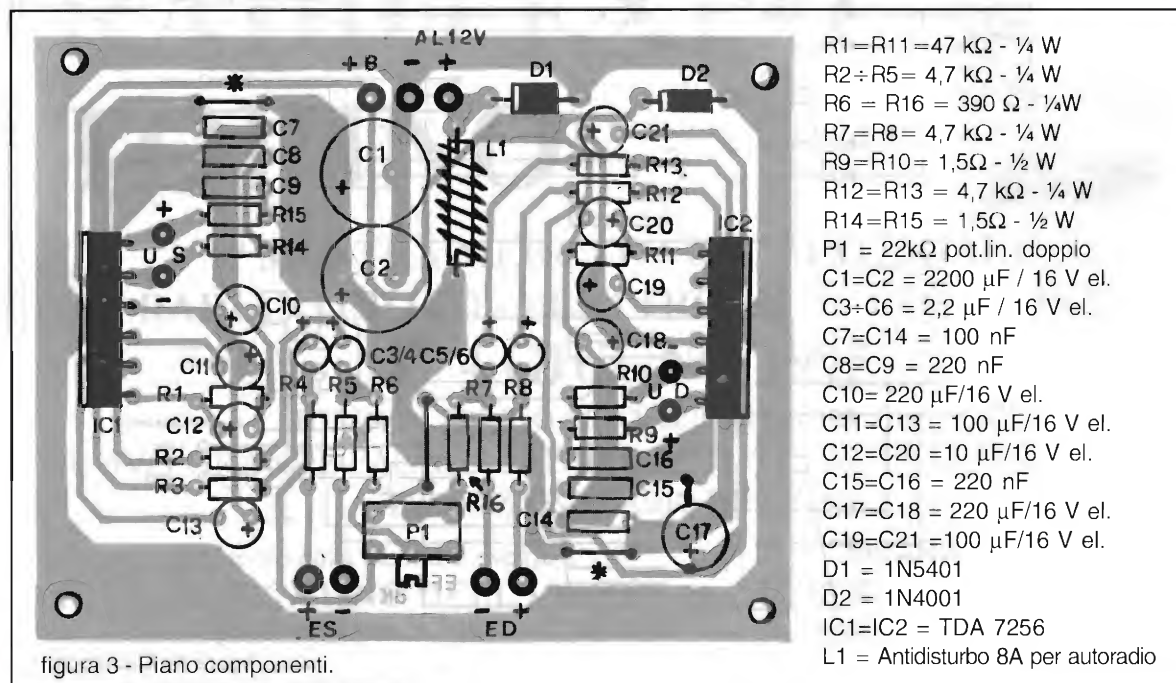 AL12V
+ B - +
D1
D2
*
C7
C8
C9
R15
R14
+
U S
-
C1
+
C2
+
L1
C21
+
R13
R12
C20
+
R11
C19
+
C18
-
IC2
R10
-
U D
R9
+
C10
+
C11
+
R1
IC1
C12
+
R2
R3
C13
+
+ +
C3/4 C5/6
+ +
R4
R5
R6
R7
R8
R16
C16
C15
C14
C17
+
*
P1
+ -
ES
- +
ED
figura 3 - Piano componenti.
R1=R11=47 kΩ - ¼ W
R2÷R5= 4,7 kΩ - ¼ W
R6 = R16 = 390 Ω - ¼W
R7=R8= 4,7 kΩ - ¼ W
R9=R10= 1,5Ω - ½ W
R12=R13 = 4,7 kΩ - ¼ W
R14=R15 = 1,5Ω - ½ W
P1 = 22kΩ pot.lin. doppio
C1=C2 = 2200 µF / 16 V el.
C3÷C6 = 2,2 µF / 16 V el.
C7=C14 = 100 nF
C8=C9 = 220 nF
C10= 220 µF/16 V el.
C11=C13 = 100 µF/16 V el.
C12=C20 =10 µF/16 V el.
C15=C16 = 220 nF
C17=C18 = 220 µF/16 V el.
C19=C21 =100 µF/16 V el.
D1 = 1N5401
D2 = 1N4001
IC1=IC2 = TDA 7256
L1 = Antidisturbo 8A per autoradio